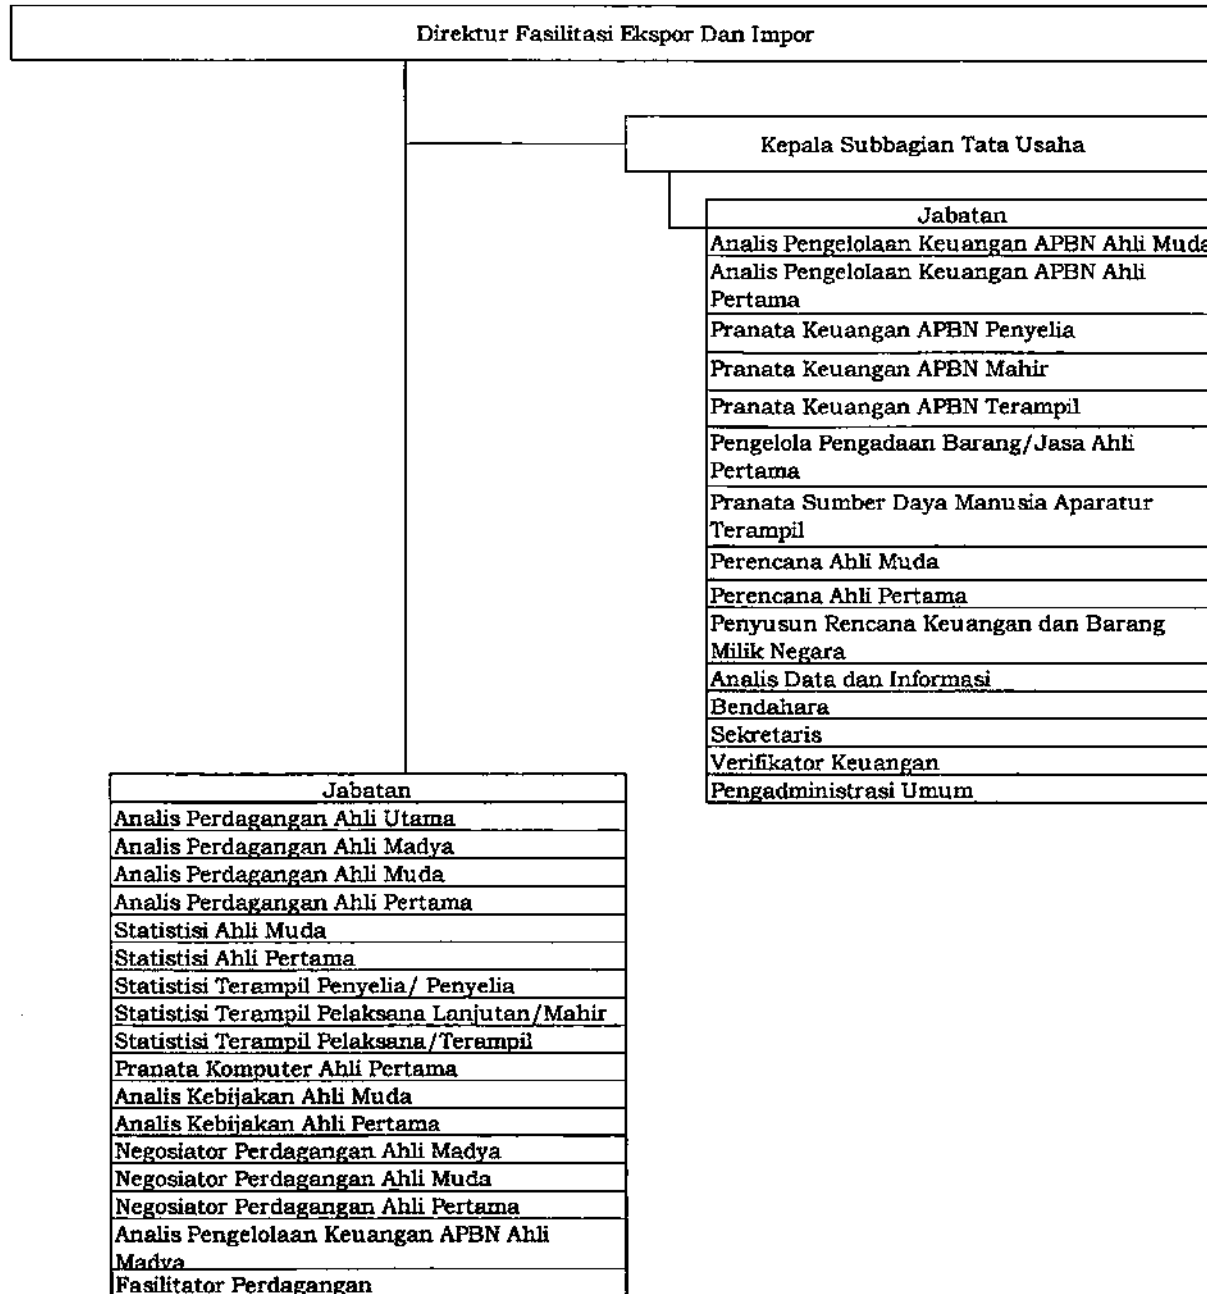 Direktur Fasilitasi Ekspor Dan Impor
Kepala Subbagian Tata Usaha
Jabatan
Analis Pengelolaan Keuangan APBN Ahli Muda
Analis Pengelolaan Keuangan APBN Ahli
Pertama
Pranata Keuangan APBN Penyelia
Pranata Keuangan APBN Mahir
Pranata Keuangan APBN Terampil
Pengelola Pengadaan Barang/Jasa Ahli
Pertama
Pranata Sumber Daya Manusia Aparatur
Terampil
Perencana Ahli Muda
Perencana Ahli Pertama
Penyusun Rencana Keuangan dan Barang
Milik Negara
Analis Data dan Informasi
Bendahara
Sekretaris
Verifikator Keuangan
Pengadministrasi Umum
Jabatan
Analis Perdagangan Ahli Utama
Analis Perdagangan Ahli Madya
Analis Perdagangan Ahli Muda
Analis Perdagangan Ahli Pertama
Statistisi Ahli Muda
Statistisi Ahli Pertama
Statistisi Terampil Penyelia/ Penyelia
Statistisi Terampil Pelaksana Lanjutan/Mahir
Statistisi Terampil Pelaksana/Terampil
Pranata Komputer Ahli Pertama
Analis Kebijakan Ahli Muda
Analis Kebijakan Ahli Pertama
Negosiator Perdagangan Ahli Madya
Negosiator Perdagangan Ahli Muda
Negosiator Perdagangan Ahli Pertama
Analis Pengelolaan Keuangan APBN Ahli
Madya
Fasilitator Perdagangan